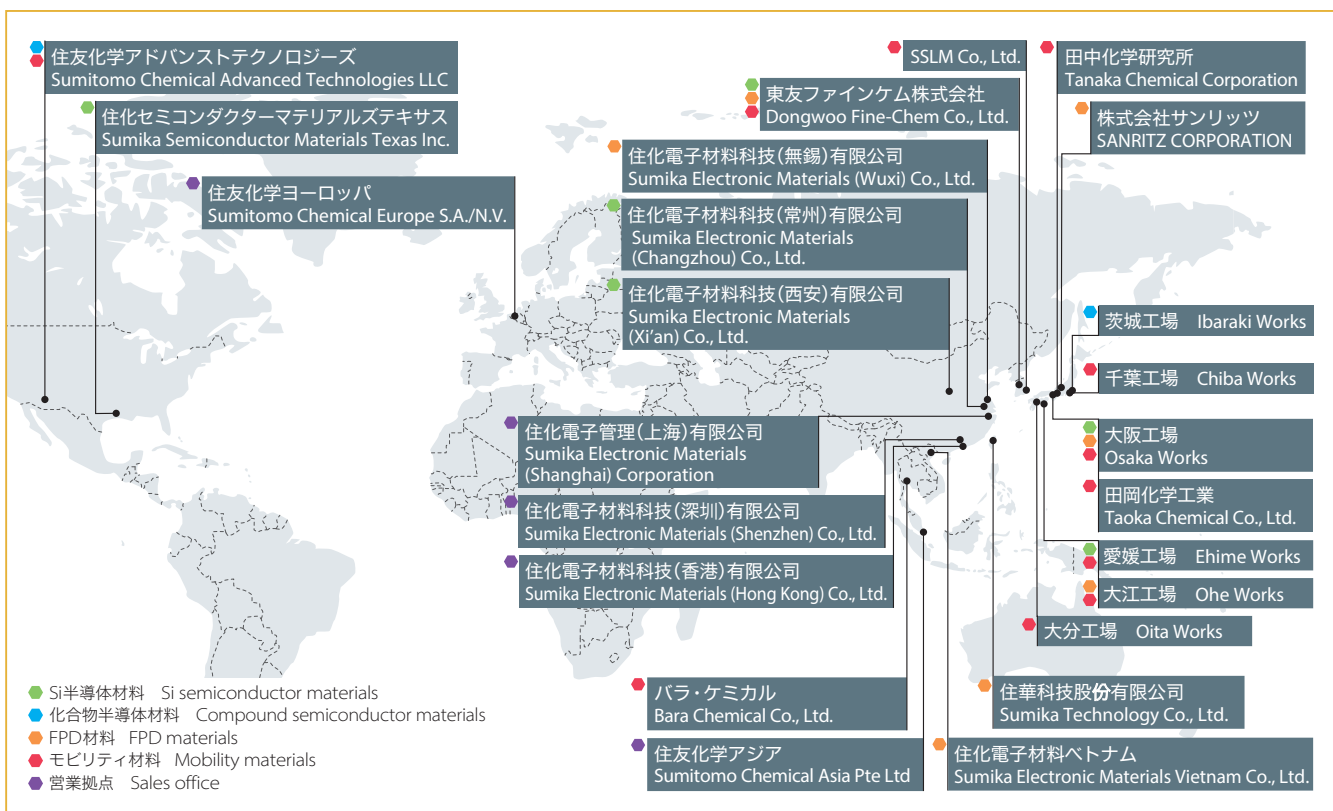 住友化学アドバンストテクノロジーズ
Sumitomo Chemical Advanced Technologies LLC
住化セミコンダクターマテリアルズテキサス
Sumika Semiconductor Materials Texas Inc.
住友化学ヨーロッパ
Sumitomo Chemical Europe S.A./N.V.
SSLM Co., Ltd.
東友ファインケム株式会社
Dongwoo Fine-Chem Co., Ltd.
住化電子材料科技(無錫)有限公司
Sumika Electronic Materials (Wuxi) Co., Ltd.
住化電子材料科技(常州)有限公司
Sumika Electronic Materials
(Changzhou) Co., Ltd.
住化電子材料科技(西安)有限公司
Sumika Electronic Materials
(Xi'an) Co., Ltd.
住化電子管理(上海)有限公司
Sumika Electronic Materials
(Shanghai) Corporation
住化電子材料科技(深圳)有限公司
Sumika Electronic Materials (Shenzhen) Co., Ltd.
住化電子材料科技(香港)有限公司
Sumika Electronic Materials (Hong Kong) Co., Ltd.
田中化学研究所
Tanaka Chemical Corporation
株式会社サンリッツ
SANRITZ CORPORATION
茨城工場 Ibaraki Works
千葉工場 Chiba Works
大阪工場
Osaka Works
田岡化学工業
Taoka Chemical Co., Ltd.
愛媛工場 Ehime Works
大江工場 Ohe Works
大分工場 Oita Works
バラ・ケミカル
Bara Chemical Co., Ltd.
住華科技股份有限公司
Sumika Technology Co., Ltd.
住友化学アジア
Sumitomo Chemical Asia Pte Ltd
住化電子材料ベトナム
Sumika Electronic Materials Vietnam Co., Ltd.
Si半導体材料 Si semiconductor materials
化合物半導体材料 Compound semiconductor materials
FPD材料 FPD materials
モビリティ材料 Mobility materials
営業拠点 Sales office